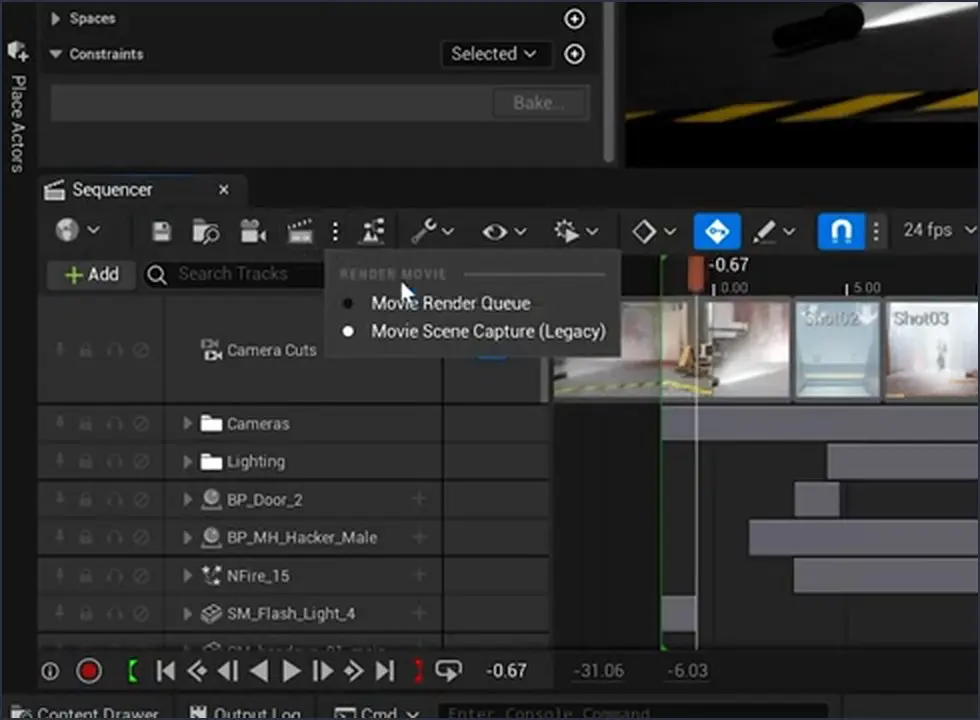 Spaces
Constraints
Selected
Bake...
Place Actors
Sequencer
24 fps
Add
Search Tracks
RENDER MOVIE
Movie Render Queue
Movie Scene Capture (Legacy)
-0.67
0.00
5.00
Camera Cuts
Shot02
Shot03
Cameras
Lighting
BP_Door_2
BP_MH_Hacker_Male
NFire_15
SM_Flash_Light_4
-0.67
-31.06
-6.03
Content Drawer
Output Log
Cmd
Enter Console Command